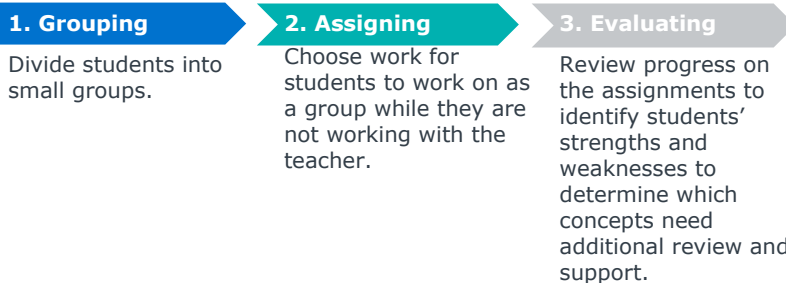 1. Grouping
Divide students into
small groups.
2. Assigning
Choose work for
students to work on as
a group while they are
not working with the
teacher.
3. Evaluating
Review progress on
the assignments to
identify students’
strengths and
weaknesses to
determine which
concepts need
additional review and
support.